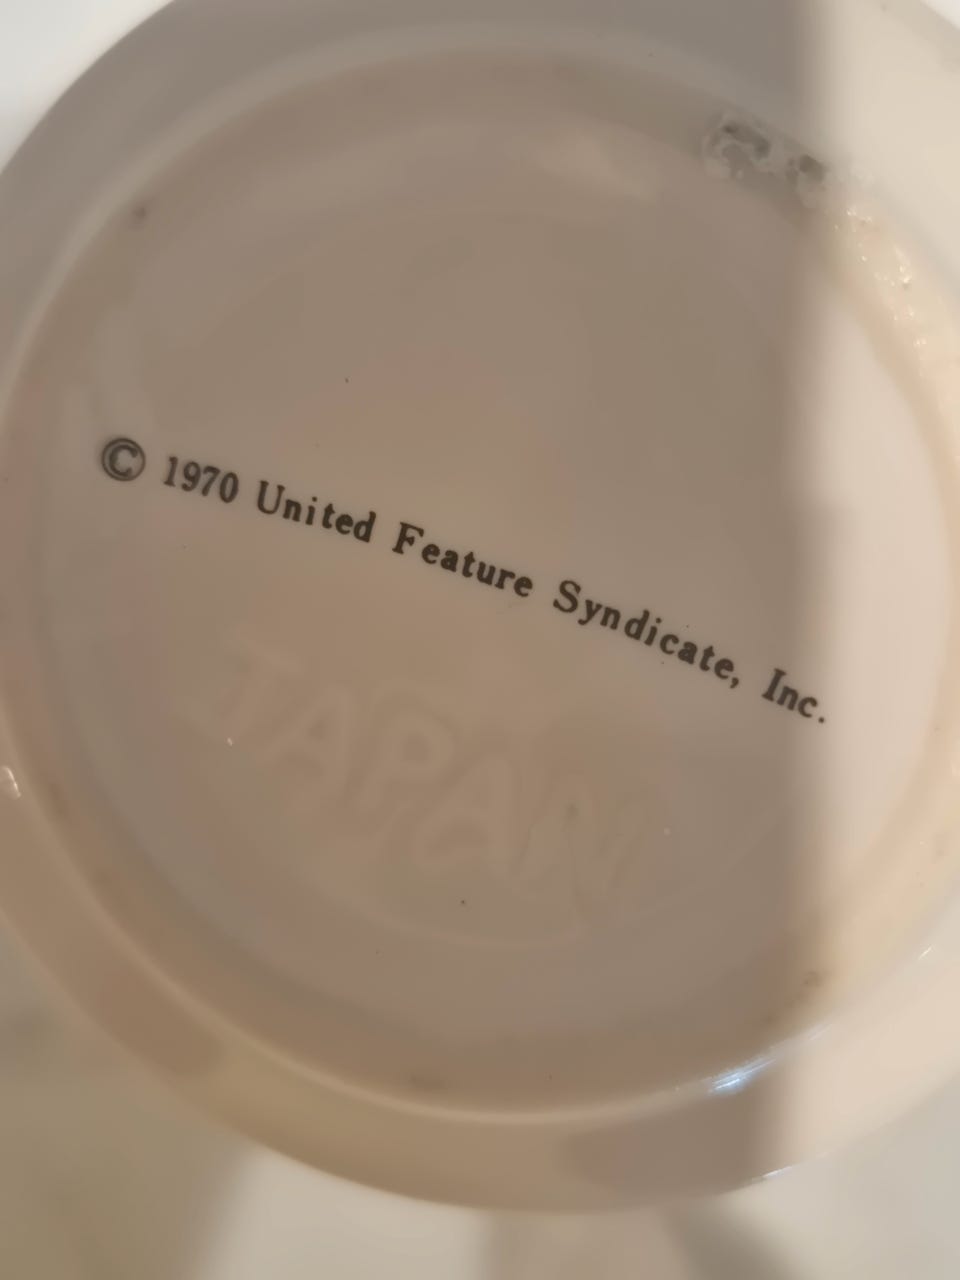 © 1970 United Feature Syndicate, Inc.
JAPAN